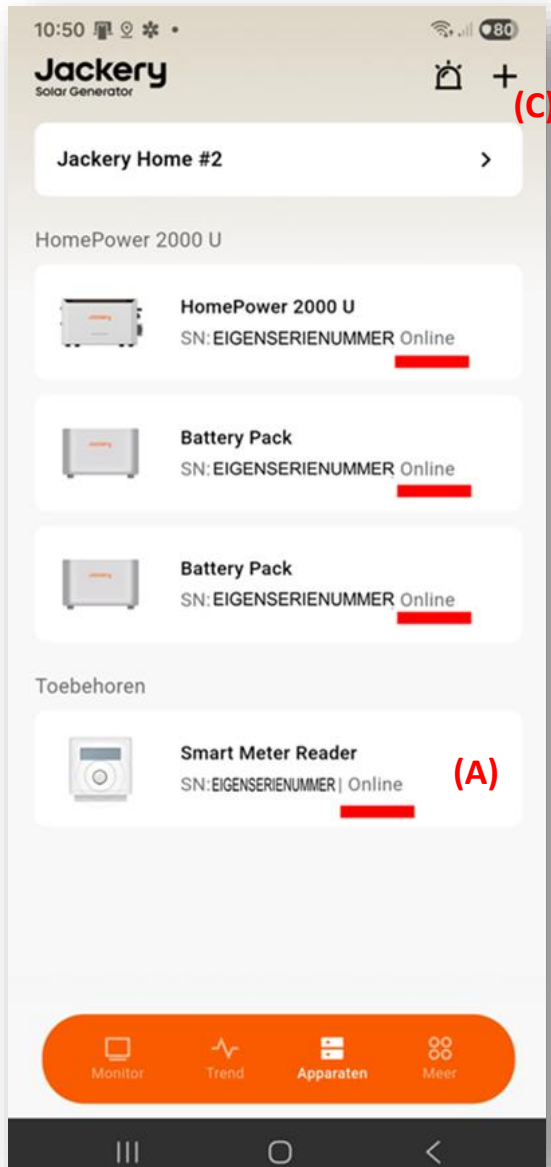 10:50
80
Jackery
Solar Generator
(C)
Jackery Home #2
HomePower 2000 U
HomePower 2000 U
SN:EIGENSERIENUMMER Online
Battery Pack
SN:EIGENSERIENUMMER Online
Battery Pack
SN:EIGENSERIENUMMER Online
Toebehoren
Smart Meter Reader
SN:EIGENSERIENUMMER | Online
(A)
Monitor Trend Apparaten Meer